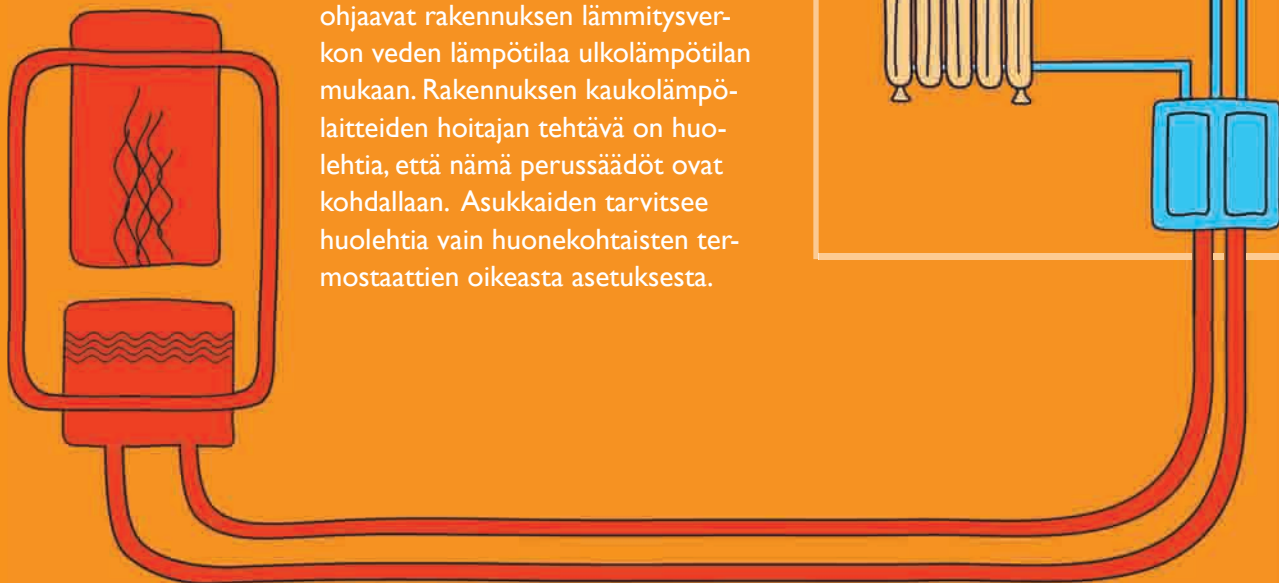 ohjaavat rakennuksen lämmitysver-
kon veden lämpötilaa ulkolämpötilan
mukaan. Rakennuksen kaukolämpö-
laitteiden hoitajan tehtävä on huo-
lehtia, että nämä perussäädöt ovat
kohdallaan. Asukkaiden tarvitsee
huolehtia vain huonekohtaisten ter-
mostaattien oikeasta asetuksesta.